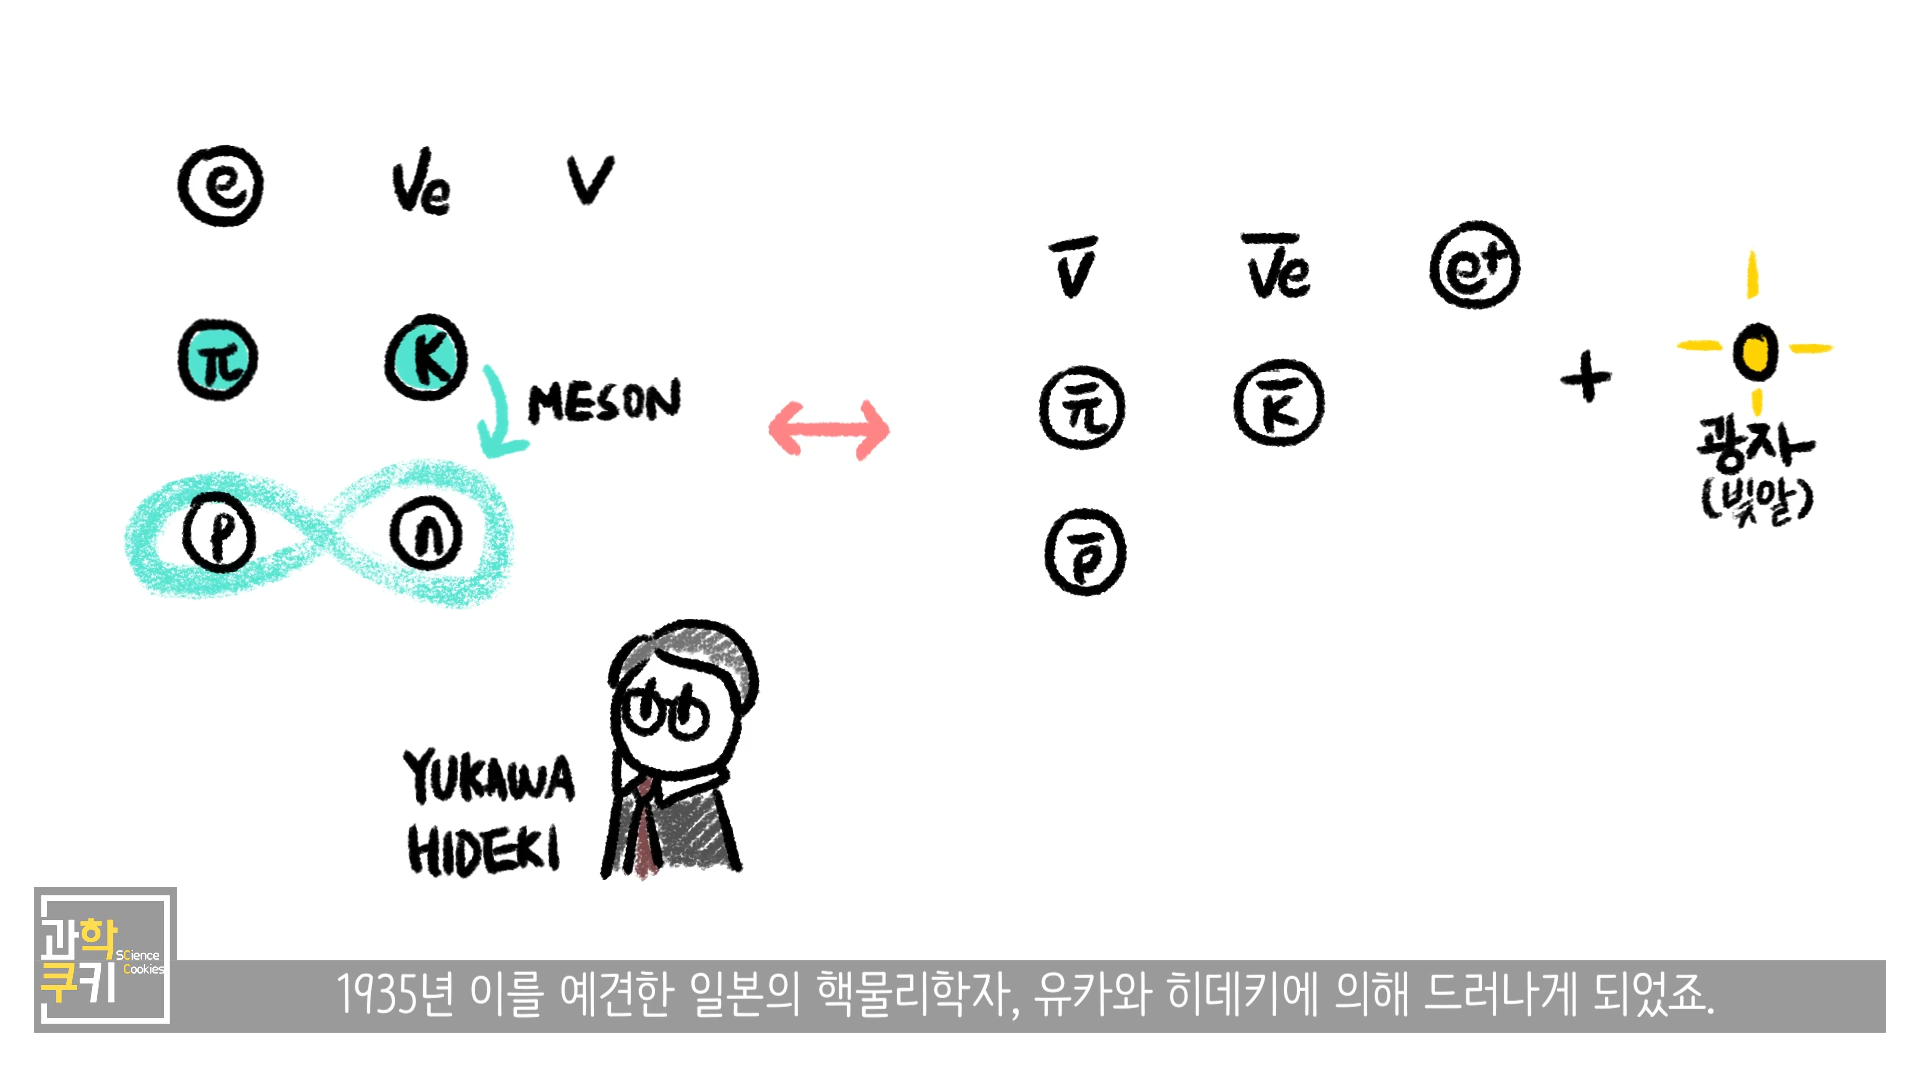 e νe ν
π K
MESON
p n
ν̅ ν̅e e+
π̅ K̅
p̅
+
광자
(빛알)
YUKAWA
HIDEKI
과학
쿠키
Science
Cookies
1935년 이를 예견한 일본의 핵물리학자, 유카와 히데키에 의해 드러나게 되었죠.